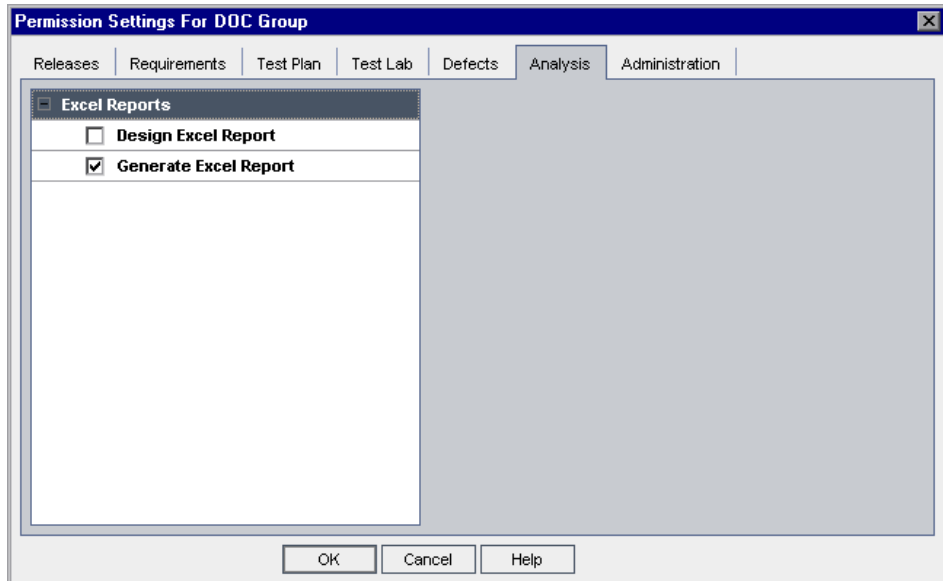 Permission Settings For DOC Group
Releases Requirements Test Plan Test Lab Defects Analysis Administration
Excel Reports
Design Excel Report
Generate Excel Report
OK Cancel Help